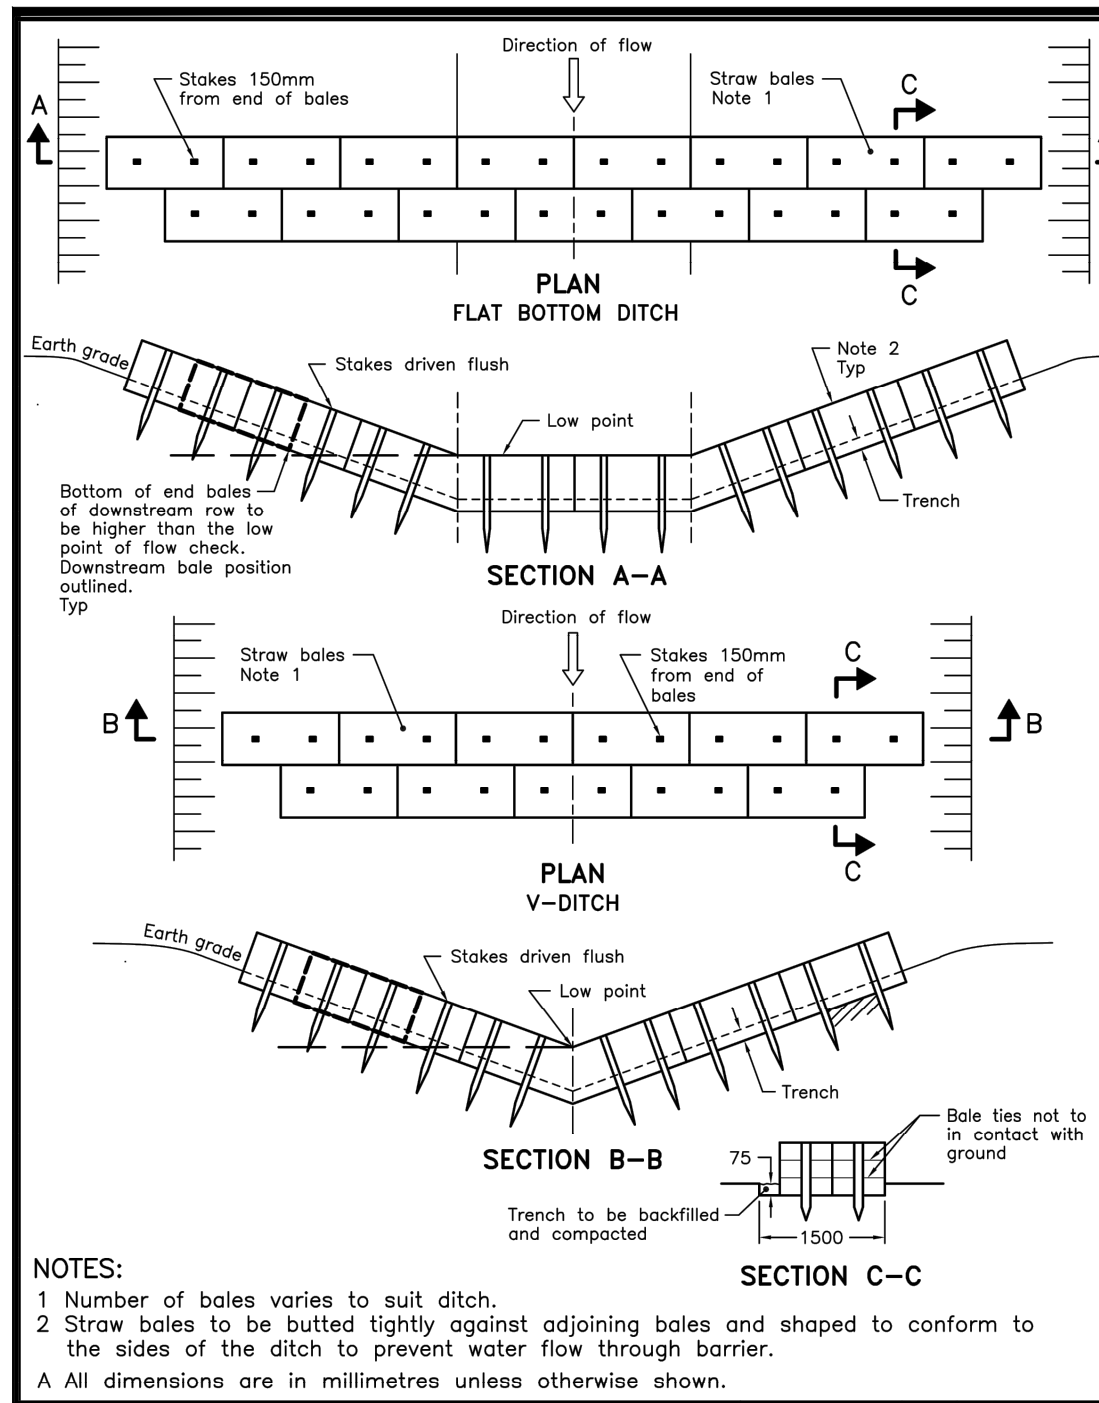 Direction of flow
Stakes 150mm
from end of bales
Straw bales
Note 1
C
A
C
PLAN
FLAT BOTTOM DITCH
Earth grade
Stakes driven flush
Note 2
Typ
Low point
Bottom of end bales
of downstream row to
be higher than the low
point of flow check.
Downstream bale position
outlined.
Typ
Trench
SECTION A-A
Direction of flow
Straw bales
Note 1
Stakes 150mm
from end of
bales
C
B
B
C
PLAN
V-DITCH
Earth grade
Stakes driven flush
Low point
Trench
SECTION B-B
Bale ties not to
in contact with
ground
75
Trench to be backfilled
and compacted
1500
SECTION C-C
NOTES:
1 Number of bales varies to suit ditch.
2 Straw bales to be butted tightly against adjoining bales and shaped to conform to
the sides of the ditch to prevent water flow through barrier.
A All dimensions are in millimetres unless otherwise shown.